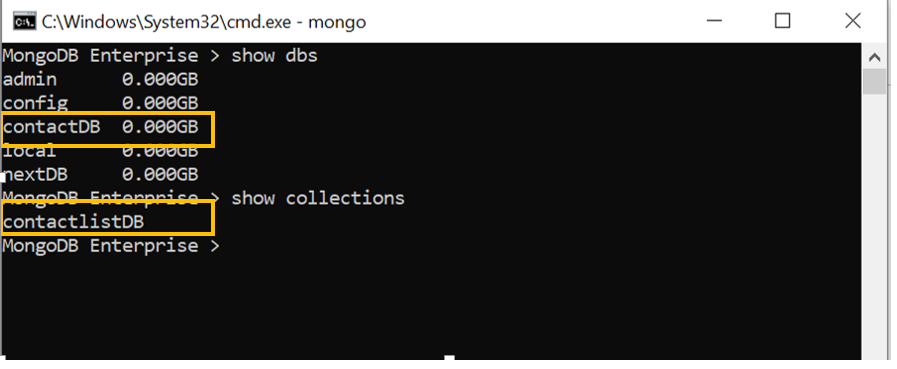 C:\Windows\System32\cmd.exe - mongo
MongoDB Enterprise > show dbs
admin      0.000GB
config     0.000GB
contactDB  0.000GB
local      0.000GB
nextDB     0.000GB
MongoDB Enterprise > show collections
contactlistDB
MongoDB Enterprise >